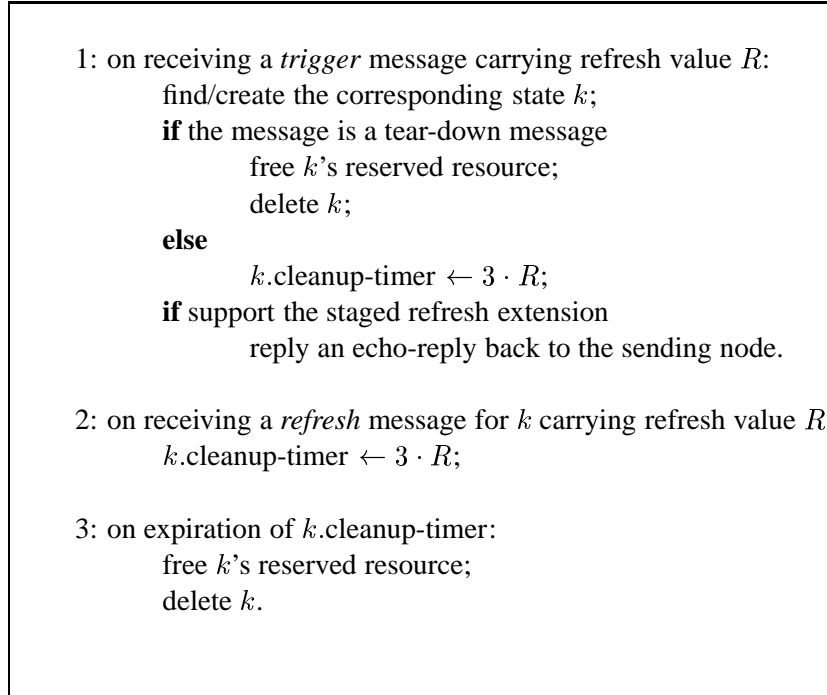 1: on receiving a trigger message carrying refresh value R:
find/create the corresponding state k;
if the message is a tear-down message
free k's reserved resource;
delete k;
else
k.cleanup-timer ← 3 · R;
if support the staged refresh extension
reply an echo-reply back to the sending node.
2: on receiving a refresh message for k carrying refresh value R
k.cleanup-timer ← 3 · R;
3: on expiration of k.cleanup-timer:
free k's reserved resource;
delete k.